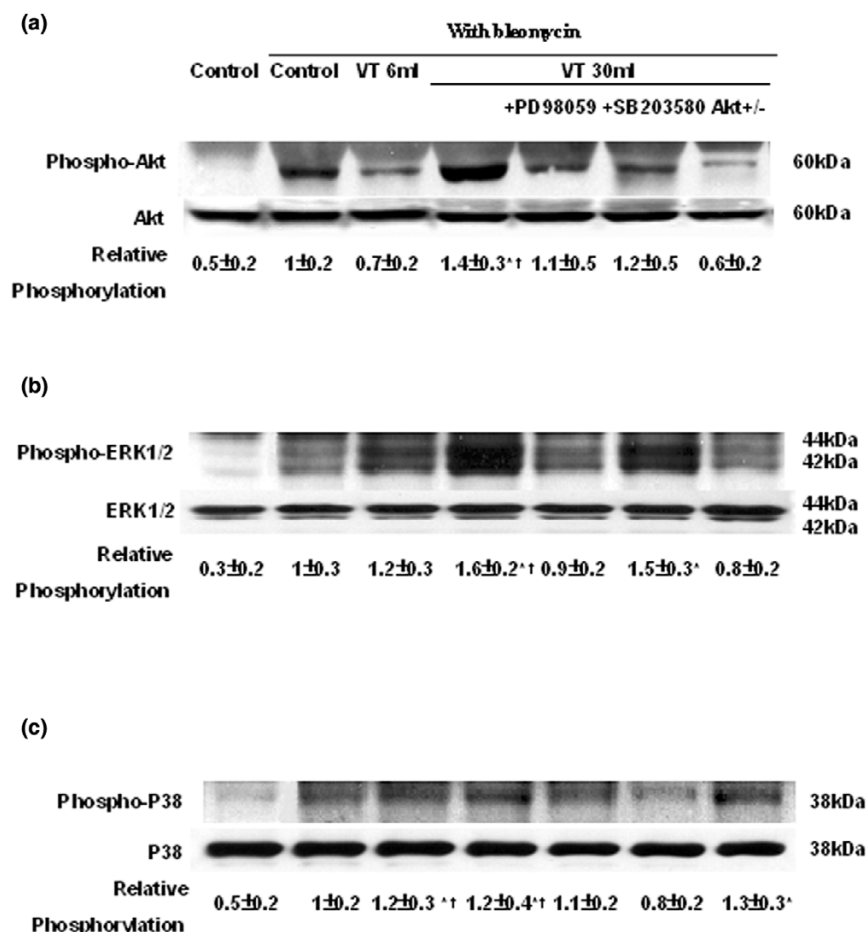 (a)
With bleomycin
Control Control VT 6ml VT 30ml
+PD98059 +SB203580 Akt+/-
Phospho-Akt 60kDa
Akt 60kDa
Relative
Phosphorylation
0.5±0.2 1±0.2 0.7±0.2 1.4±0.3*† 1.1±0.5 1.2±0.5 0.6±0.2
(b)
Phospho-ERK1/2 44kDa
42kDa
ERK1/2 44kDa
42kDa
Relative
Phosphorylation
0.3±0.2 1±0.3 1.2±0.3 1.6±0.2*† 0.9±0.2 1.5±0.3* 0.8±0.2
(c)
Phospho-P38 38kDa
P38 38kDa
Relative
Phosphorylation
0.5±0.2 1±0.2 1.2±0.3 *† 1.2±0.4*† 1.1±0.2 0.8±0.2 1.3±0.3*